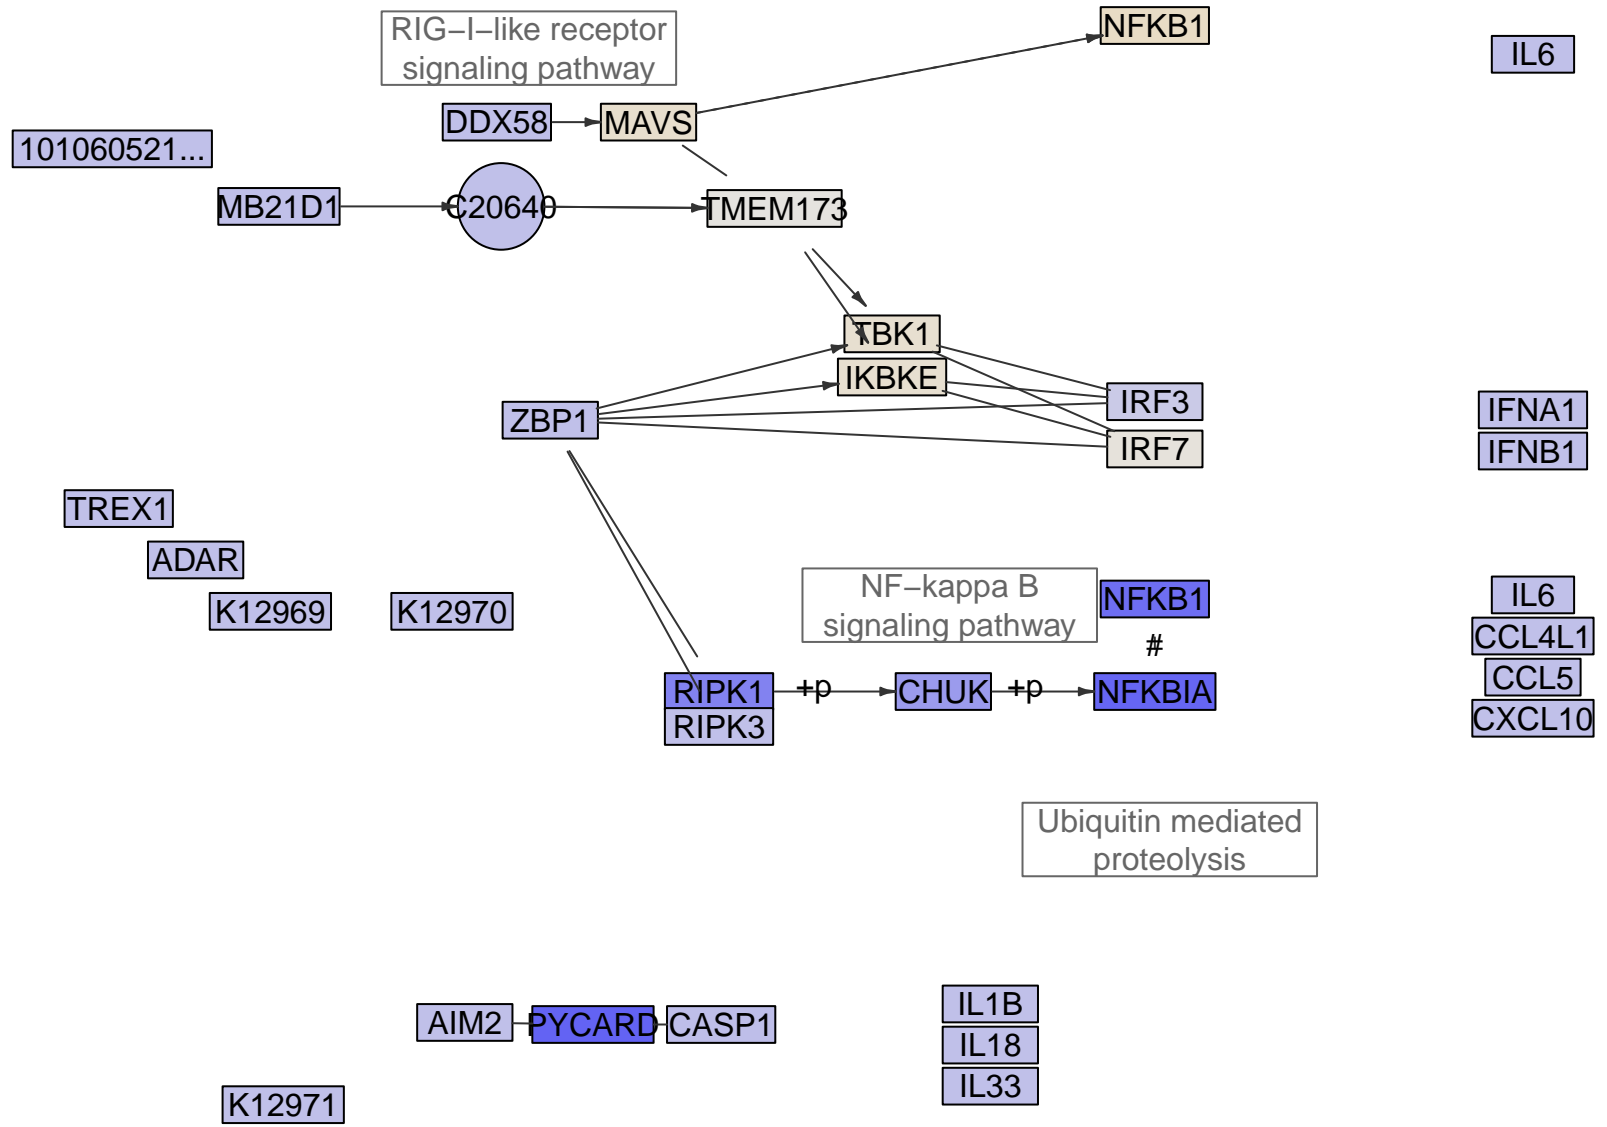 RIG−I−like receptor
signaling pathway
NFKB1
IL6
DDX58
MAVS
101060521...
MB21D1
C20640
TMEM173
TBK1
IKBKE
ZBP1
IRF3
IRF7
IFNA1
IFNB1
TREX1
ADAR
K12969
K12970
NF−kappa B
signaling pathway
NFKB1
#
IL6
CCL4L1
CCL5
CXCL10
RIPK1
+p
CHUK
+p
NFKBIA
RIPK3
Ubiquitin mediated
proteolysis
AIM2
PYCARD
CASP1
IL1B
IL18
IL33
K12971